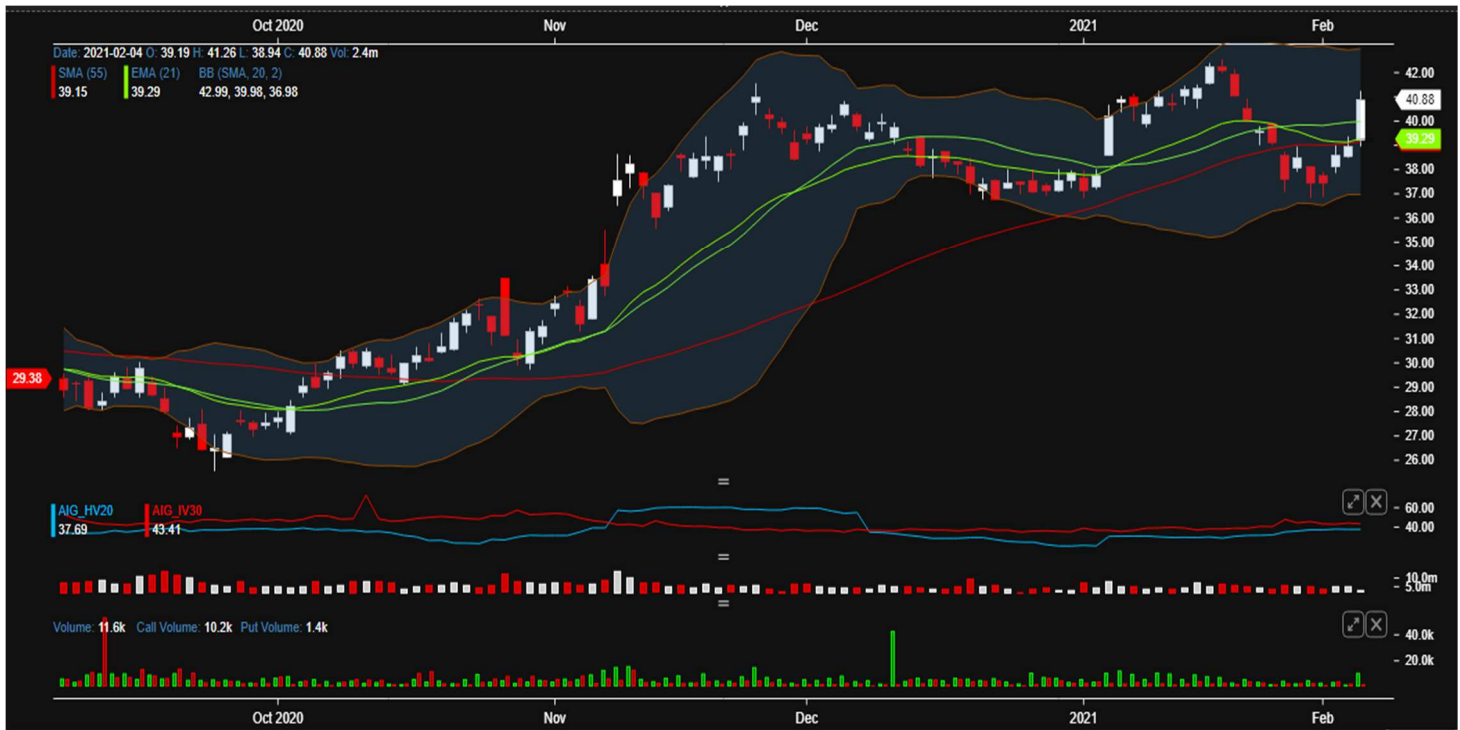 Oct 2020 Nov Dec 2021 Feb
Date: 2021-02-04 O: 39.19 H: 41.26 L: 38.94 C: 40.88 Vol: 2.4m
SMA (55) EMA (21) BB (SMA, 20, 2)
39.15 39.29 42.99, 39.98, 36.98
42.00
40.88
40.00
39.29
38.00
37.00
36.00
35.00
34.00
33.00
32.00
31.00
30.00
29.38
29.00
28.00
27.00
26.00
AIG_HV20 AIG_IV30
37.69 43.41
60.00
40.00
10.0m
5.0m
Volume: 11.6k Call Volume: 10.2k Put Volume: 1.4k
40.0k
20.0k
Oct 2020 Nov Dec 2021 Feb